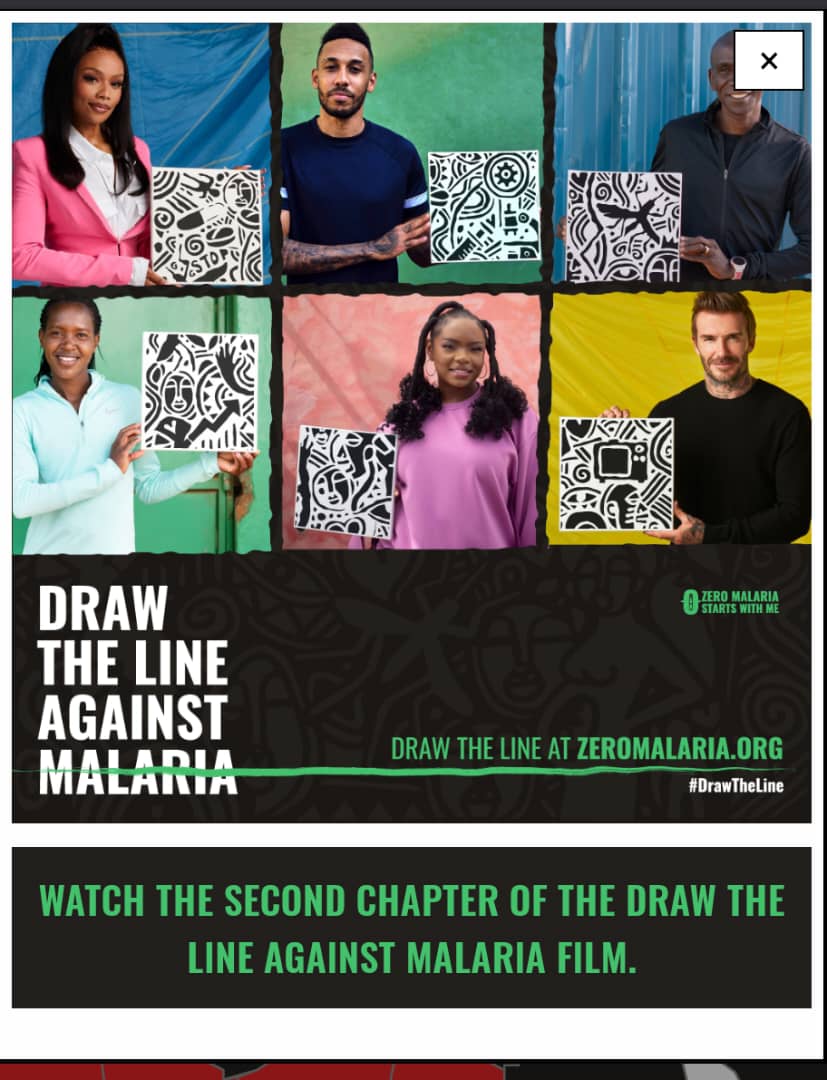 ×
STOP
DRAW
THE LINE
AGAINST
MALARIA
ZERO MALARIA
STARTS WITH ME
DRAW THE LINE AT ZEROMALARIA.ORG
#DrawTheLine
WATCH THE SECOND CHAPTER OF THE DRAW THE
LINE AGAINST MALARIA FILM.